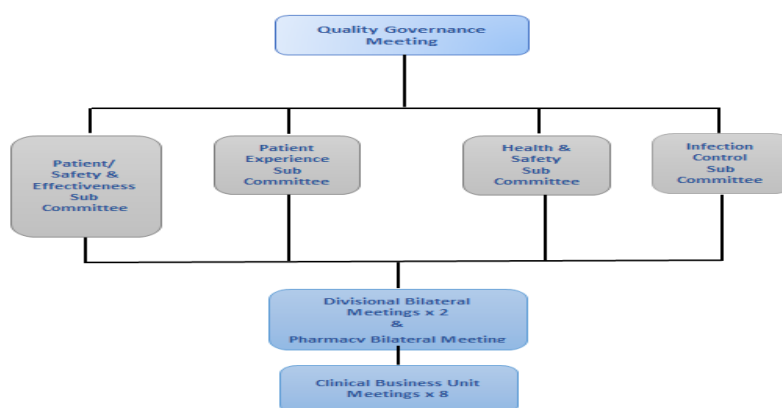 Quality Governance
Meeting
Patient/
Safety &
Effectiveness
Sub
Committee
Patient
Experience
Sub
Committee
Health &
Safety
Sub
Committee
Infection
Control
Sub
Committee
Divisional Bilateral
Meetings x 2
&
Pharmacy Bilateral Meeting
Clinical Business Unit
Meetings x 8